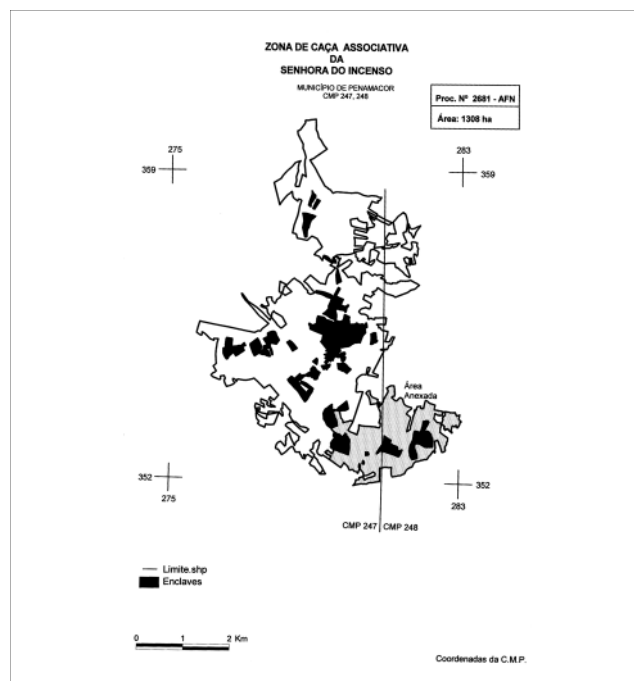 ZONA DE CAÇA ASSOCIATIVA
DA
SENHORA DO INCENSO
MUNICÍPIO DE PENAMACOR
CMP 247, 248
Proc. Nº 2681 - AFN
Área: 1308 ha
275
359
283
359
Área
Anexada
352
275
352
283
CMP 247
CMP 248
Limite.shp
Enclaves
0 1 2 Km
Coordenadas da C.M.P.